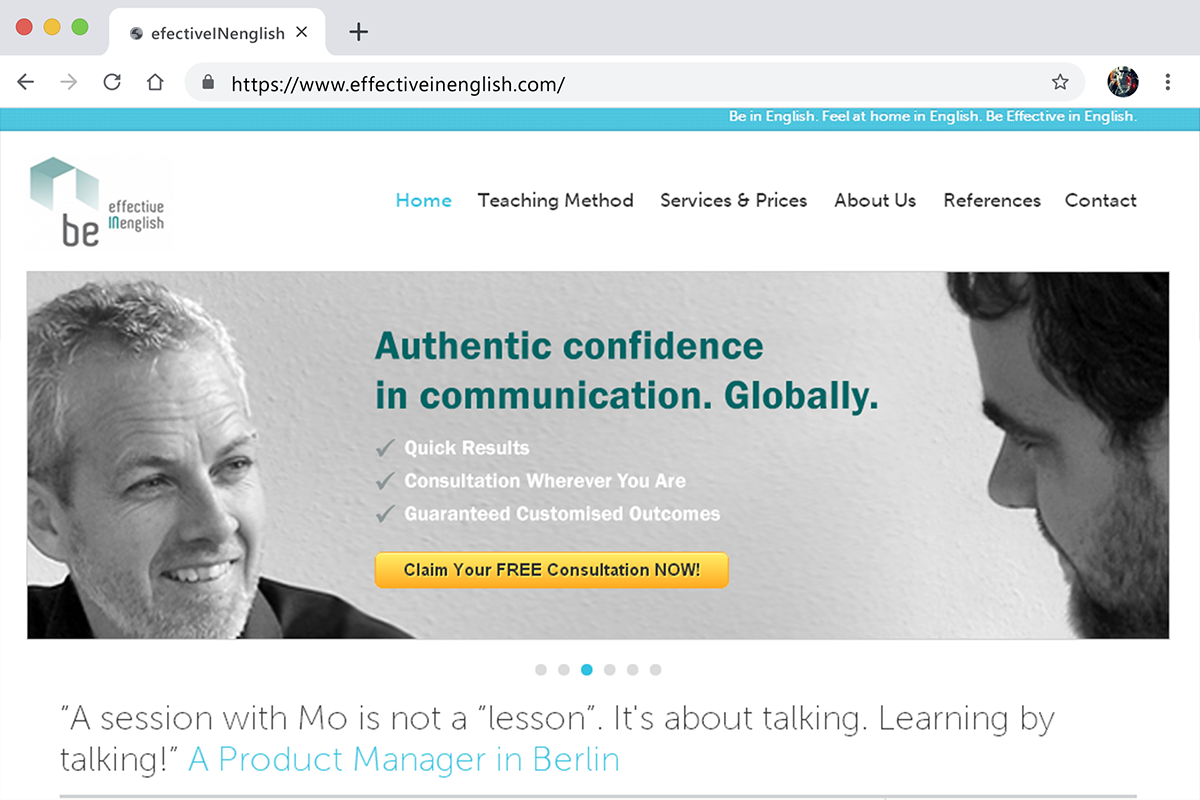 efectiveINenglish
https://www.effectiveinenglish.com/
Be in English. Feel at home in English. Be Effective in English.
be effective
INenglish
Home Teaching Method Services & Prices About Us References Contact
Authentic confidence
in communication. Globally.
Quick Results
Consultation Wherever You Are
Guaranteed Customised Outcomes
Claim Your FREE Consultation NOW!
“A session with Mo is not a “lesson”. It's about talking. Learning by
talking!” A Product Manager in Berlin